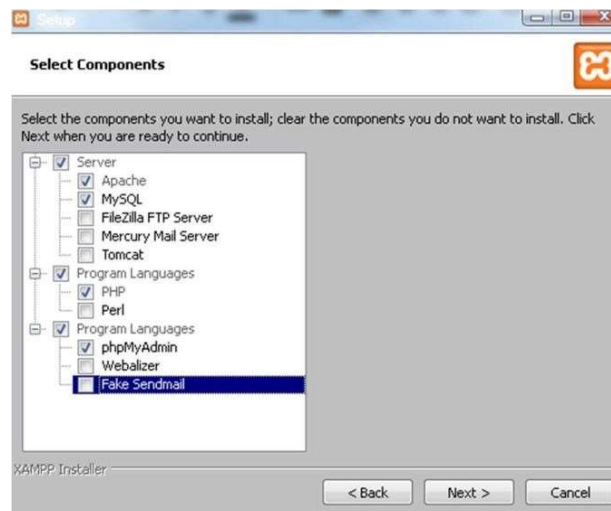 Setup
Select Components
Select the components you want to install; clear the components you do not want to install. Click
Next when you are ready to continue.
Server
Apache
MySQL
FileZilla FTP Server
Mercury Mail Server
Tomcat
Program Languages
PHP
Perl
Program Languages
phpMyAdmin
Webalizer
Fake Sendmail
XAMPP Installer
< Back
Next >
Cancel